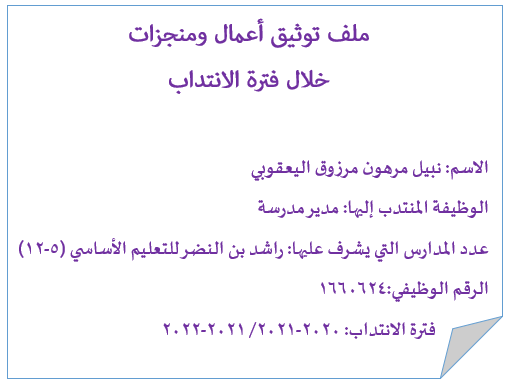 ملف توثيق أعمال ومنجزات
خلال فترة الانتداب
الاسم: نبيل مرهون مرزوق اليعقوبي
الوظيفة المنتدب إليها: مدير مدرسة
عدد المدارس التي يشرف عليها: راشد بن النضر للتعليم الأساسي (٥-١٢)
الرقم الوظيفي:١٦٦٠٦٢٤
فترة الانتداب: ٢٠٢٠-٢٠٢١/ ٢٠٢١-٢٠٢٢